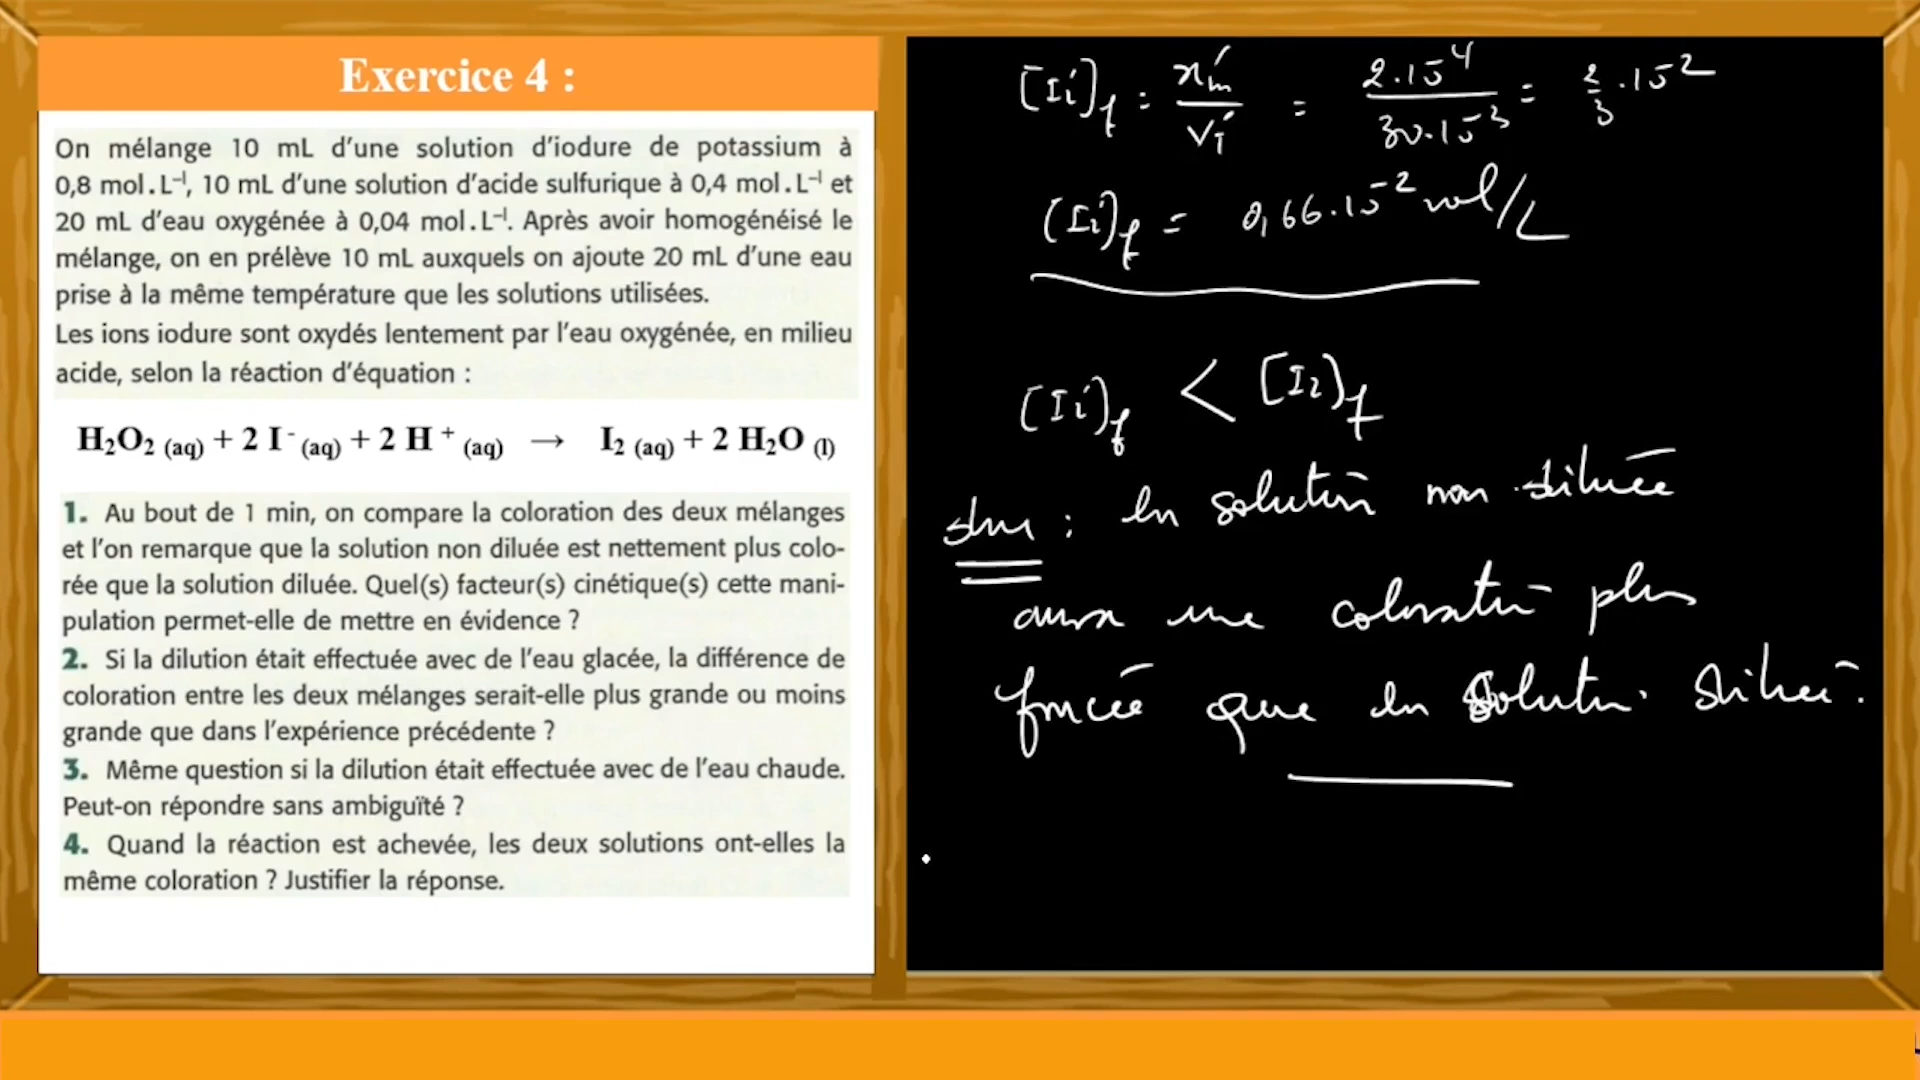 Exercice 4 :
On mélange 10 mL d'une solution d'iodure de potassium à
0,8 mol.L⁻¹, 10 mL d'une solution d'acide sulfurique à 0,4 mol.L⁻¹ et
20 mL d'eau oxygénée à 0,04 mol.L⁻¹. Après avoir homogénéisé le
mélange, on en prélève 10 mL auxquels on ajoute 20 mL d'une eau
prise à la même température que les solutions utilisées.
Les ions iodure sont oxydés lentement par l'eau oxygénée, en milieu
acide, selon la réaction d'équation :
H₂O₂ (aq) + 2 I⁻ (aq) + 2 H⁺ (aq) → I₂ (aq) + 2 H₂O (l)
1. Au bout de 1 min, on compare la coloration des deux mélanges
et l'on remarque que la solution non diluée est nettement plus colo-
rée que la solution diluée. Quel(s) facteur(s) cinétique(s) cette mani-
pulation permet-elle de mettre en évidence ?
2. Si la dilution était effectuée avec de l'eau glacée, la différence de
coloration entre les deux mélanges serait-elle plus grande ou moins
grande que dans l'expérience précédente ?
3. Même question si la dilution était effectuée avec de l'eau chaude.
Peut-on répondre sans ambiguïté ?
4. Quand la réaction est achevée, les deux solutions ont-elles la
même coloration ? Justifier la réponse.
[I₂']f = x'm / V'T = 2.10⁻⁴ / 30.10⁻³ = 2/3 .10⁻²
[I₂']f = 0,66.10⁻² mol/L
[I₂']f < [I₂]f
: la solution non diluée
aura une coloration plus
foncée que la solution diluée.